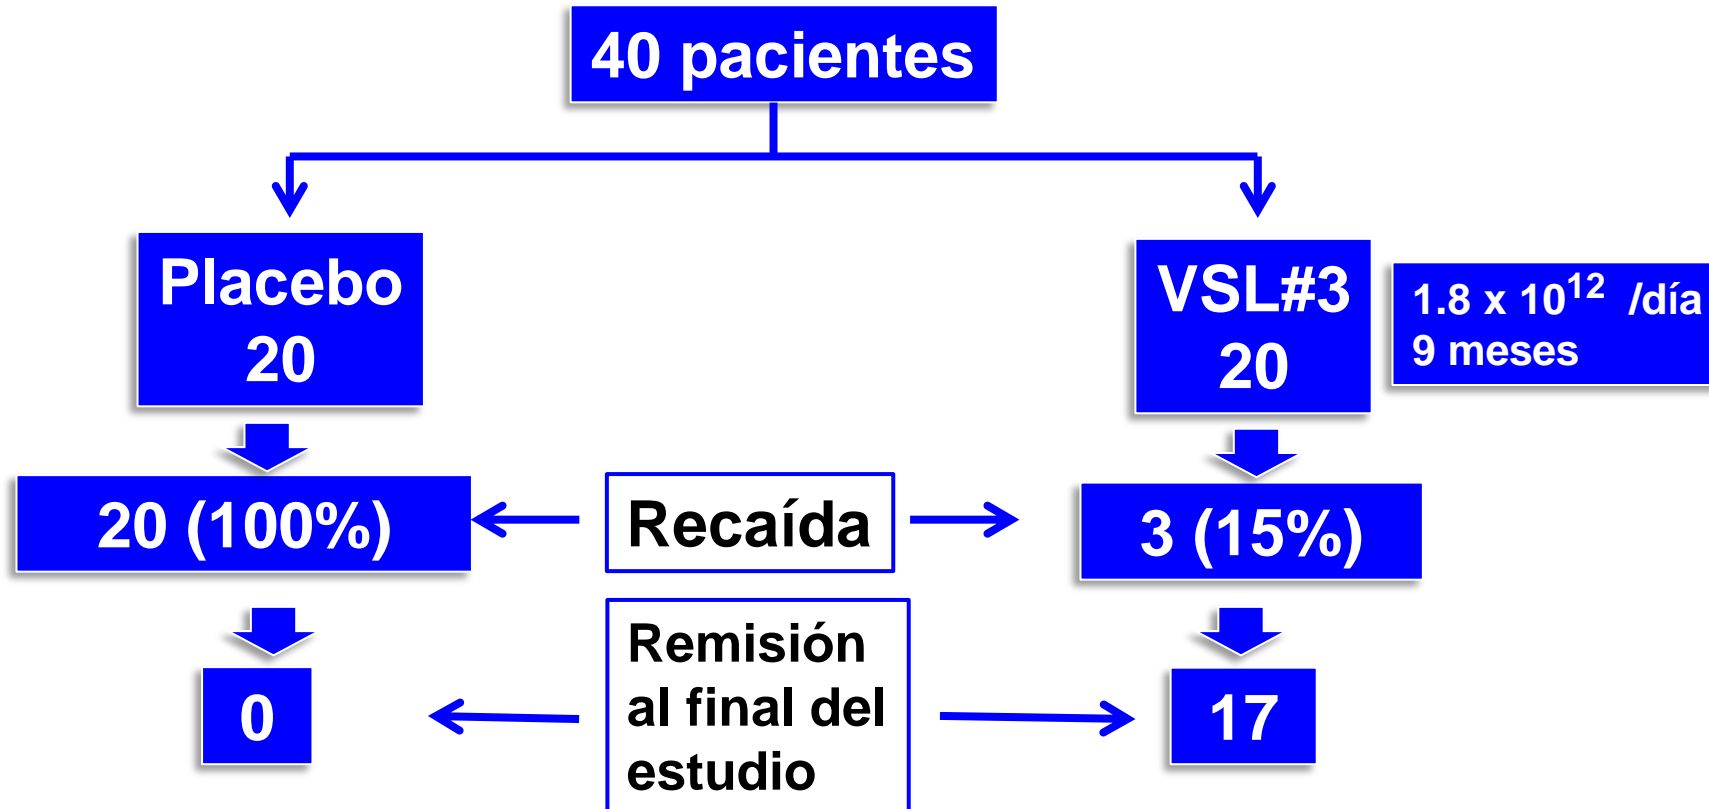 40 pacientes
Placebo
20
VSL#3
20
1.8 x 10¹² /día
9 meses
20 (100%)
Recaída
3 (15%)
0
Remisión
al final del
estudio
17